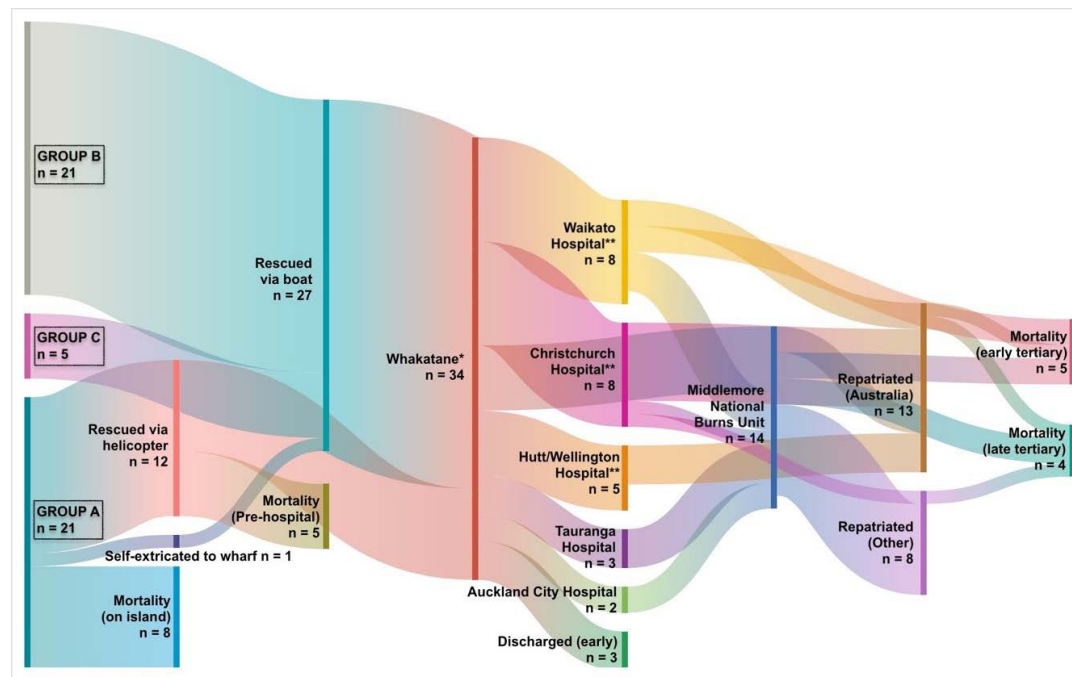 GROUP B
n = 21
GROUP C
n = 5
GROUP A
n = 21
Rescued via
helicopter
n = 12
Self-extricated to wharf n = 1
Mortality
(on island)
n = 8
Rescued
via boat
n = 27
Mortality
(Pre-hospital)
n = 5
Whakatane*
n = 34
Waikato
Hospital**
n = 8
Christchurch
Hospital**
n = 8
Hutt/Wellington
Hospital**
n = 5
Tauranga
Hospital
n = 3
Auckland City Hospital
n = 2
Discharged (early)
n = 3
Middlemore
National
Burns Unit
n = 14
Repatriated
(Australia)
n = 13
Repatriated
(Other)
n = 8
Mortality
(early tertiary)
n = 5
Mortality
(late tertiary)
n = 4